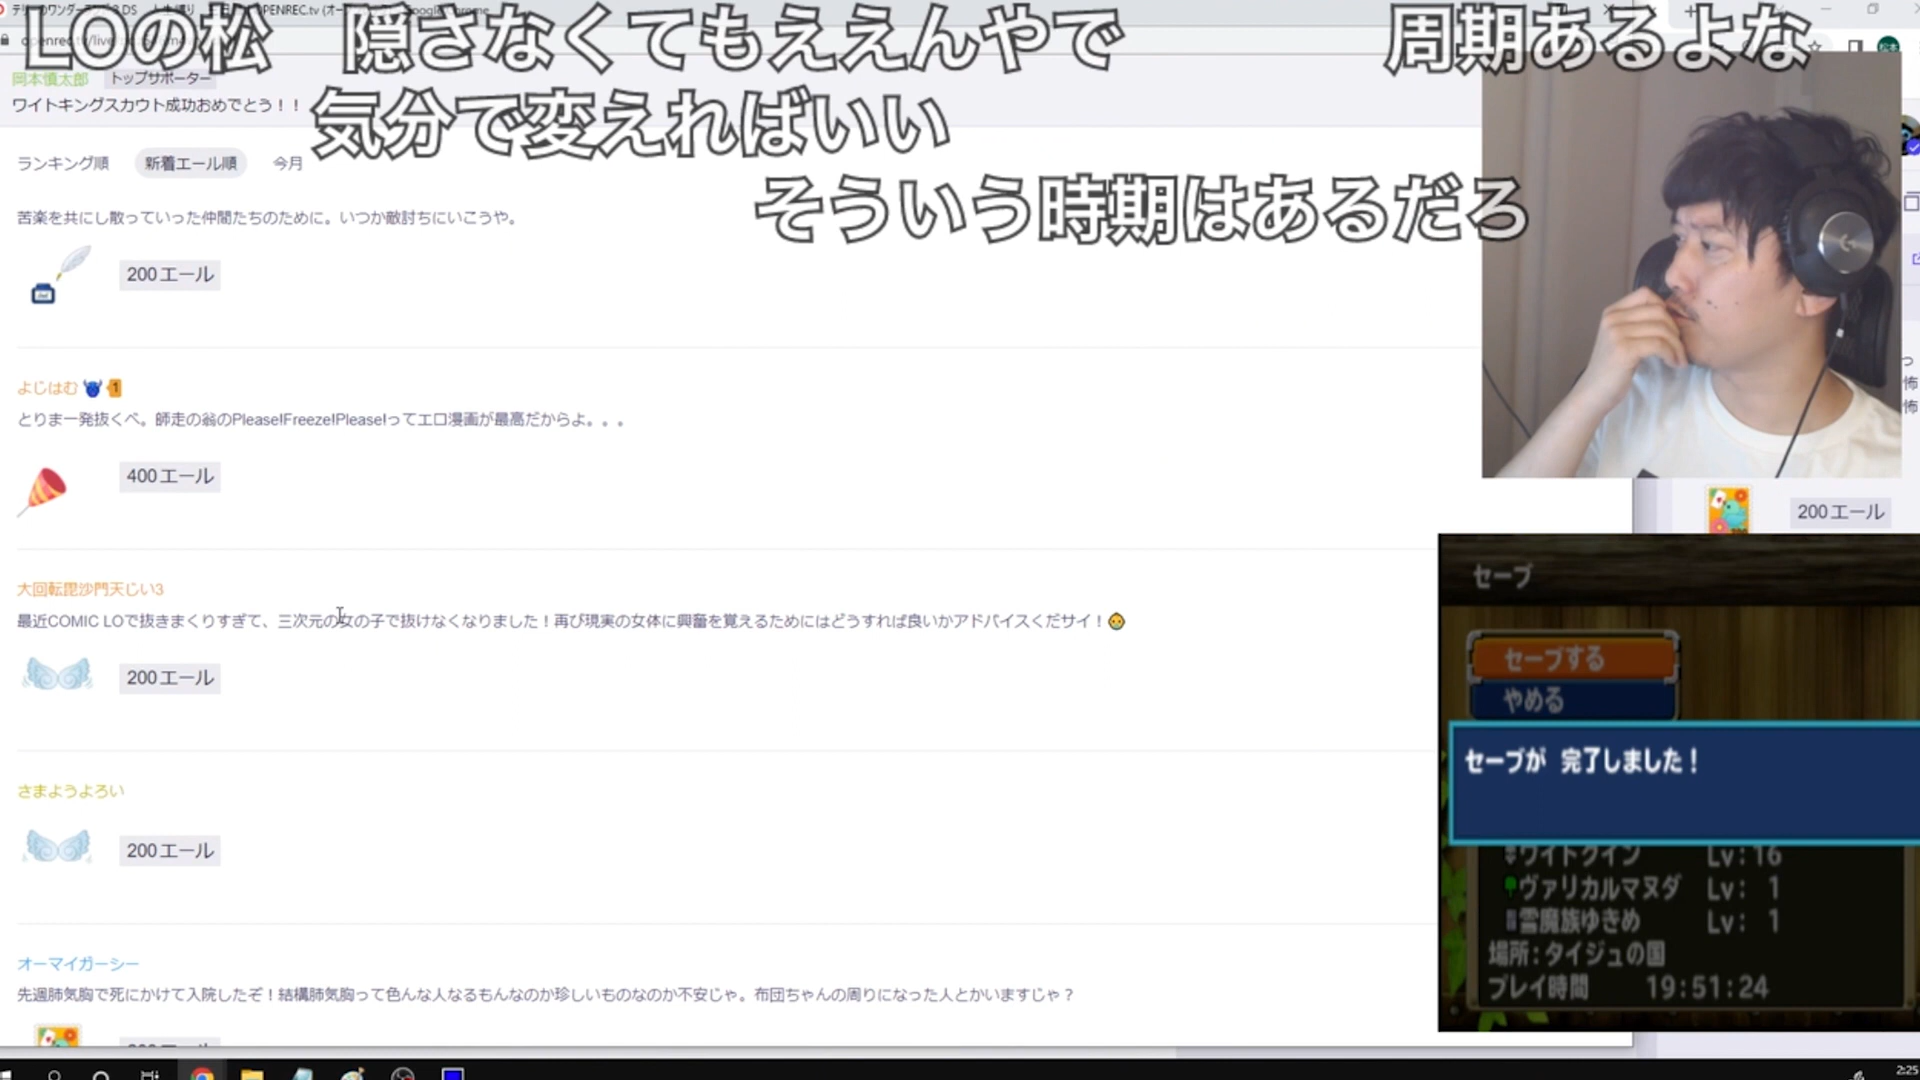 LOの松　隠さなくてもええんやで
周期あるよな
気分で変えればいい
そういう時期はあるだろ
岡本慎太郎 トップサポーター
ワイトキングスカウト成功おめでとう！！
ランキング順 新着エール順 今月
苦楽を共にし散っていった仲間たちのために。いつか敵討ちにいこうや。
200エール
よじはむ 1
とりま一発抜くべ。師走の翁のPlease!Freeze!Please!ってエロ漫画が最高だからよ。。。
400エール
大回転毘沙門天じい3
最近COMIC LOで抜きまくりすぎて、三次元の女の子で抜けなくなりました！再び現実の女体に興奮を覚えるためにはどうすれば良いかアドバイスくだサイ！
200エール
さまようよろい
200エール
オーマイガーシー
先週肺気胸で死にかけて入院したぞ！結構肺気胸って色んな人なるもんなのか珍しいものなのか不安じゃ。布団ちゃんの周りになった人とかいますじゃ？
200エール
セーブ
セーブする
やめる
セーブが 完了しました！
ワイトクイン Lv：16
ヴァリカルマヌダ Lv： 1
雪魔族ゆきめ Lv： 1
場所：タイジュの国
プレイ時間 19:51:24
2:25